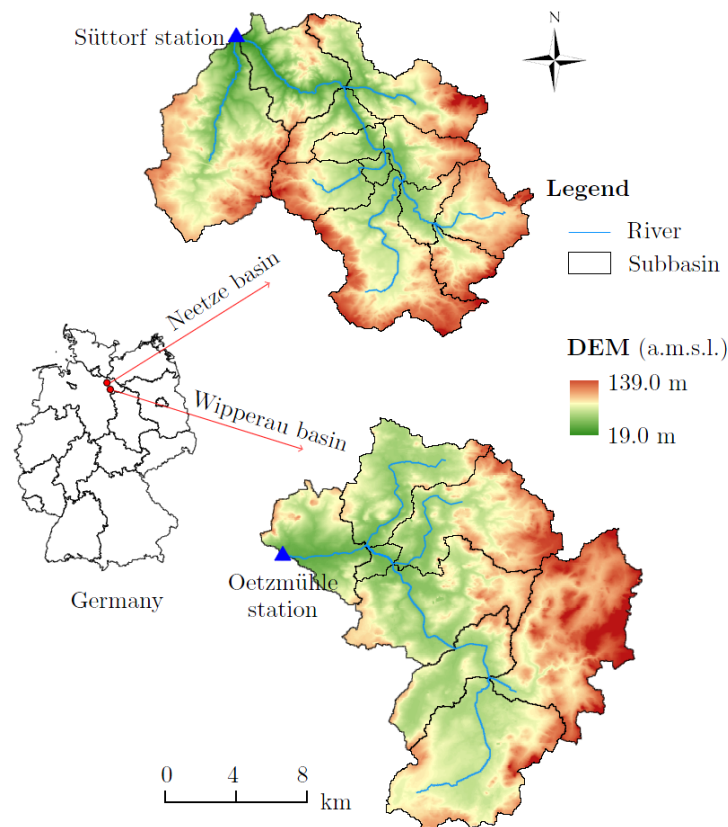 Süttorf station
N
Legend
River
Subbasin
Neetze basin
DEM (a.m.s.l.)
139.0 m
19.0 m
Wipperau basin
Oetzmühle
station
Germany
0 4 8
km